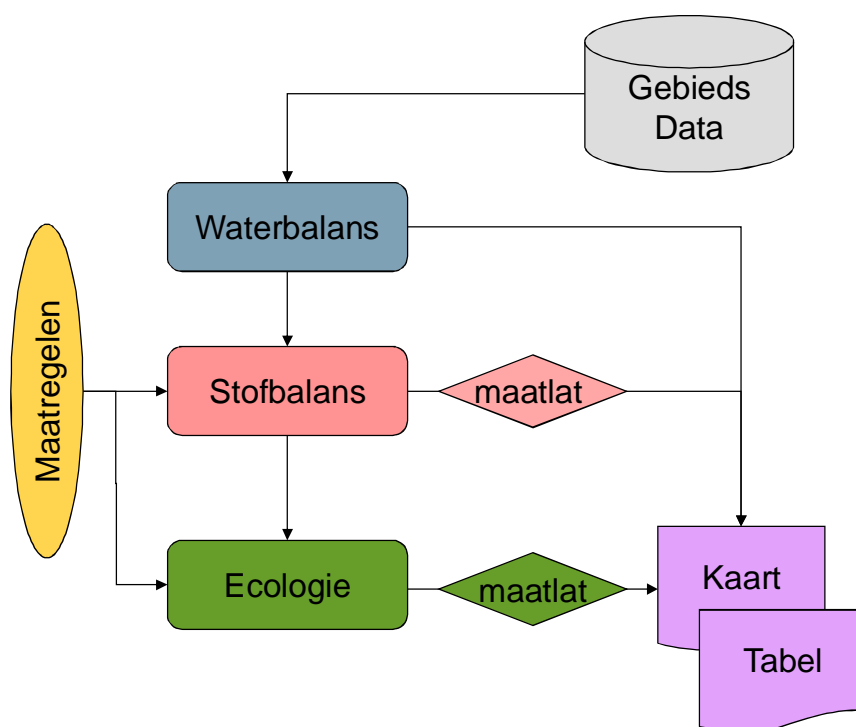 Gebieds
Data
Waterbalans
Maatregelen
Stofbalans
maatlat
Ecologie
maatlat
Kaart
Tabel